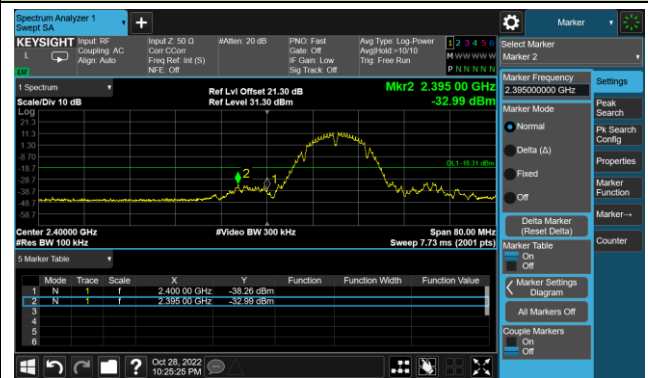 Spectrum Analyzer 1
Swept SA
Marker
KEYSIGHT
L
Input: RF
Coupling: AC
Align: Auto
Input Z: 50 Ω
Corr CCorr
Freq Ref: Int (S)
NFE: Off
#Atten: 20 dB
PNO: Fast
Gate: Off
IF Gain: Low
Sig Track: Off
Avg Type: Log-Power
Avg|Hold:>10/10
Trig: Free Run
1 2 3 4 5 6
M W W W W W
P N N N N N
Select Marker
Marker 2
1 Spectrum
Scale/Div 10 dB
Log
Ref Lvl Offset 21.30 dB
Ref Level 31.30 dBm
Mkr2 2.395 00 GHz
-32.99 dBm
21.3
11.3
1.30
-8.70
-18.7
-28.7
-38.7
-48.7
-58.7
2
1
DL1 -18.31 dBm
Center 2.40000 GHz
#Res BW 100 kHz
#Video BW 300 kHz
Span 80.00 MHz
Sweep 7.73 ms (2001 pts)
5 Marker Table
Mode Trace Scale X Y Function Function Width Function Value
1 N 1 f 2.400 00 GHz -38.26 dBm
2 N 1 f 2.395 00 GHz -32.99 dBm
3
4
5
6
Marker Frequency
2.395000000 GHz
Marker Mode
Normal
Delta (Δ)
Fixed
Off
Delta Marker
(Reset Delta)
Marker Table
On
Off
Marker Settings
Diagram
All Markers Off
Couple Markers
On
Off
Settings
Peak
Search
Pk Search
Config
Properties
Marker
Function
Marker→
Counter
?
Oct 28, 2022
10:25:25 PM